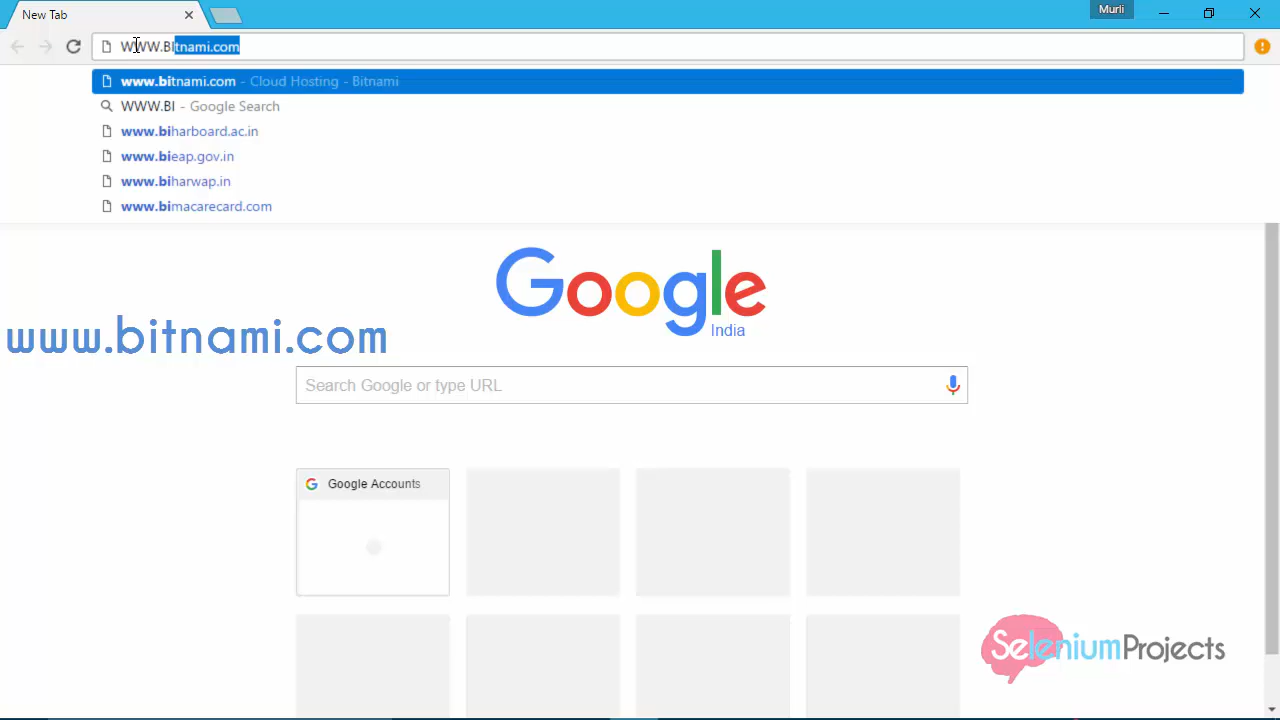 New Tab
Murli
WWW.BItnami.com
www.bitnami.com - Cloud Hosting - Bitnami
WWW.BI - Google Search
www.biharboard.ac.in
www.bieap.gov.in
www.biharwap.in
www.bimacarecard.com
Google
India
www.bitnami.com
Search Google or type URL
Google Accounts
SeleniumProjects